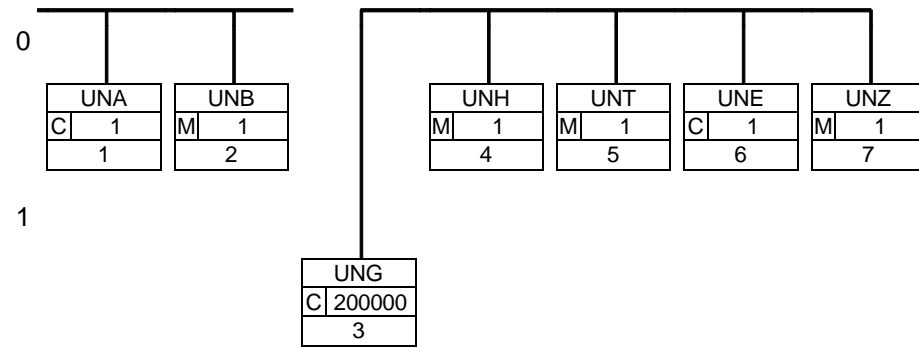 0
UNA UNB UNH UNT UNE UNZ
C 1 M 1 M 1 M 1 C 1 M 1
1 2 4 5 6 7
1
UNG
C 200000
3